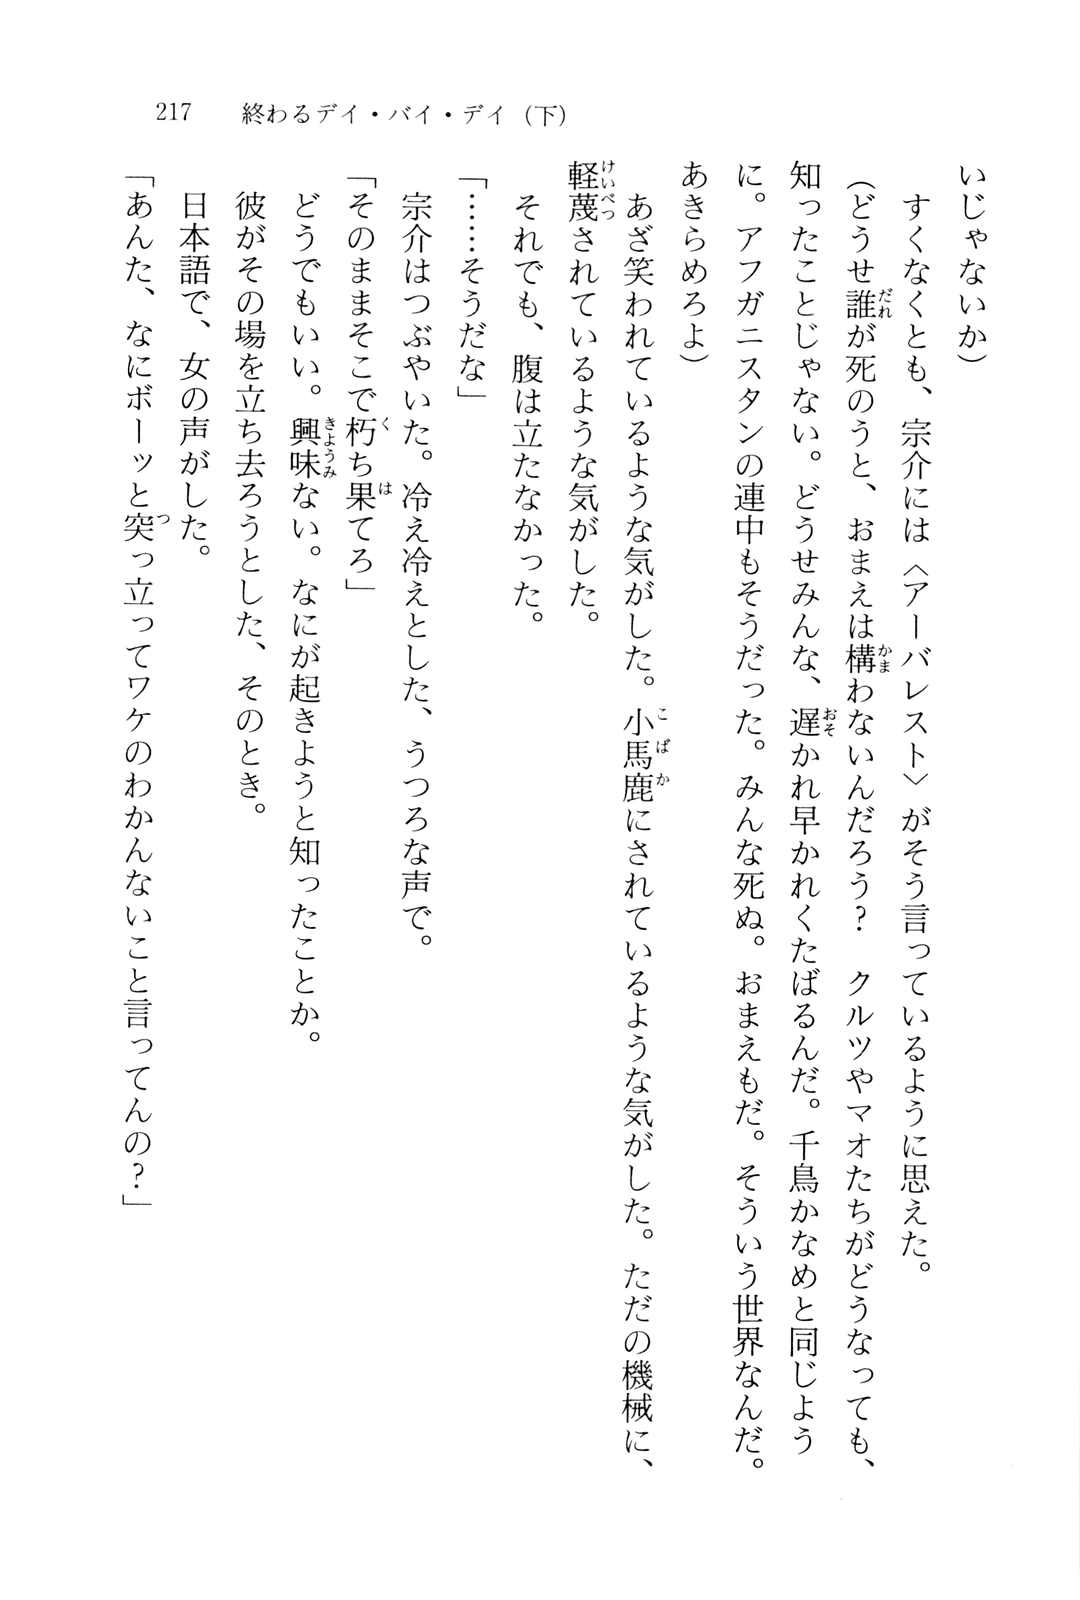 217　終わるデイ・バイ・デイ（下）
いじゃないか）
　すくなくとも、宗介には〈アーバレスト〉がそう言っているように思えた。
（どうせ誰が死のうと、おまえは構わないんだろう？　クルツやマオたちがどうなっても、
知ったことじゃない。どうせみんな、遅かれ早かれくたばるんだ。千鳥かなめと同じよう
に。アフガニスタンの連中もそうだった。みんな死ぬ。おまえもだ。そういう世界なんだ。
あきらめろよ）
　あざ笑われているような気がした。小馬鹿にされているような気がした。ただの機械に、
軽蔑されているような気がした。
　それでも、腹は立たなかった。
「……そうだな」
　宗介はつぶやいた。冷え冷えとした、うつろな声で。
「そのままそこで朽ち果てろ」
　どうでもいい。興味ない。なにが起きようと知ったことか。
　彼がその場を立ち去ろうとした、そのとき。
　日本語で、女の声がした。
「あんた、なにボーッと突っ立ってワケのわかんないこと言ってんの？」